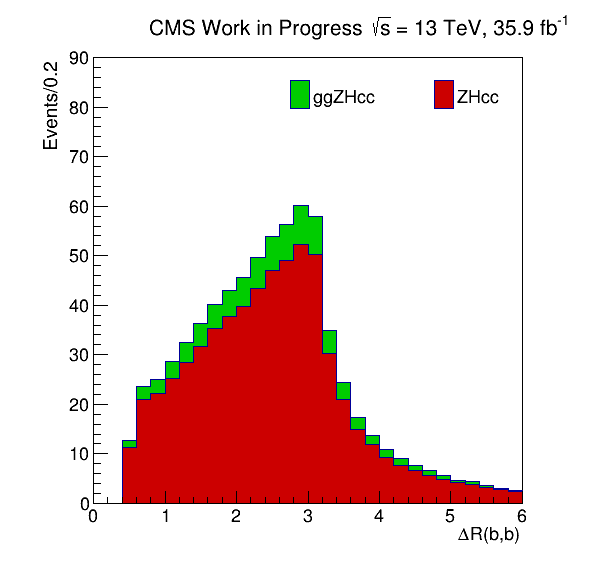 CMS Work in Progress √s = 13 TeV, 35.9 fb⁻¹
Events/0.2
90
80
70
60
50
40
30
20
10
0
ggZHcc ZHcc
0 1 2 3 4 5 6
ΔR(b,b)